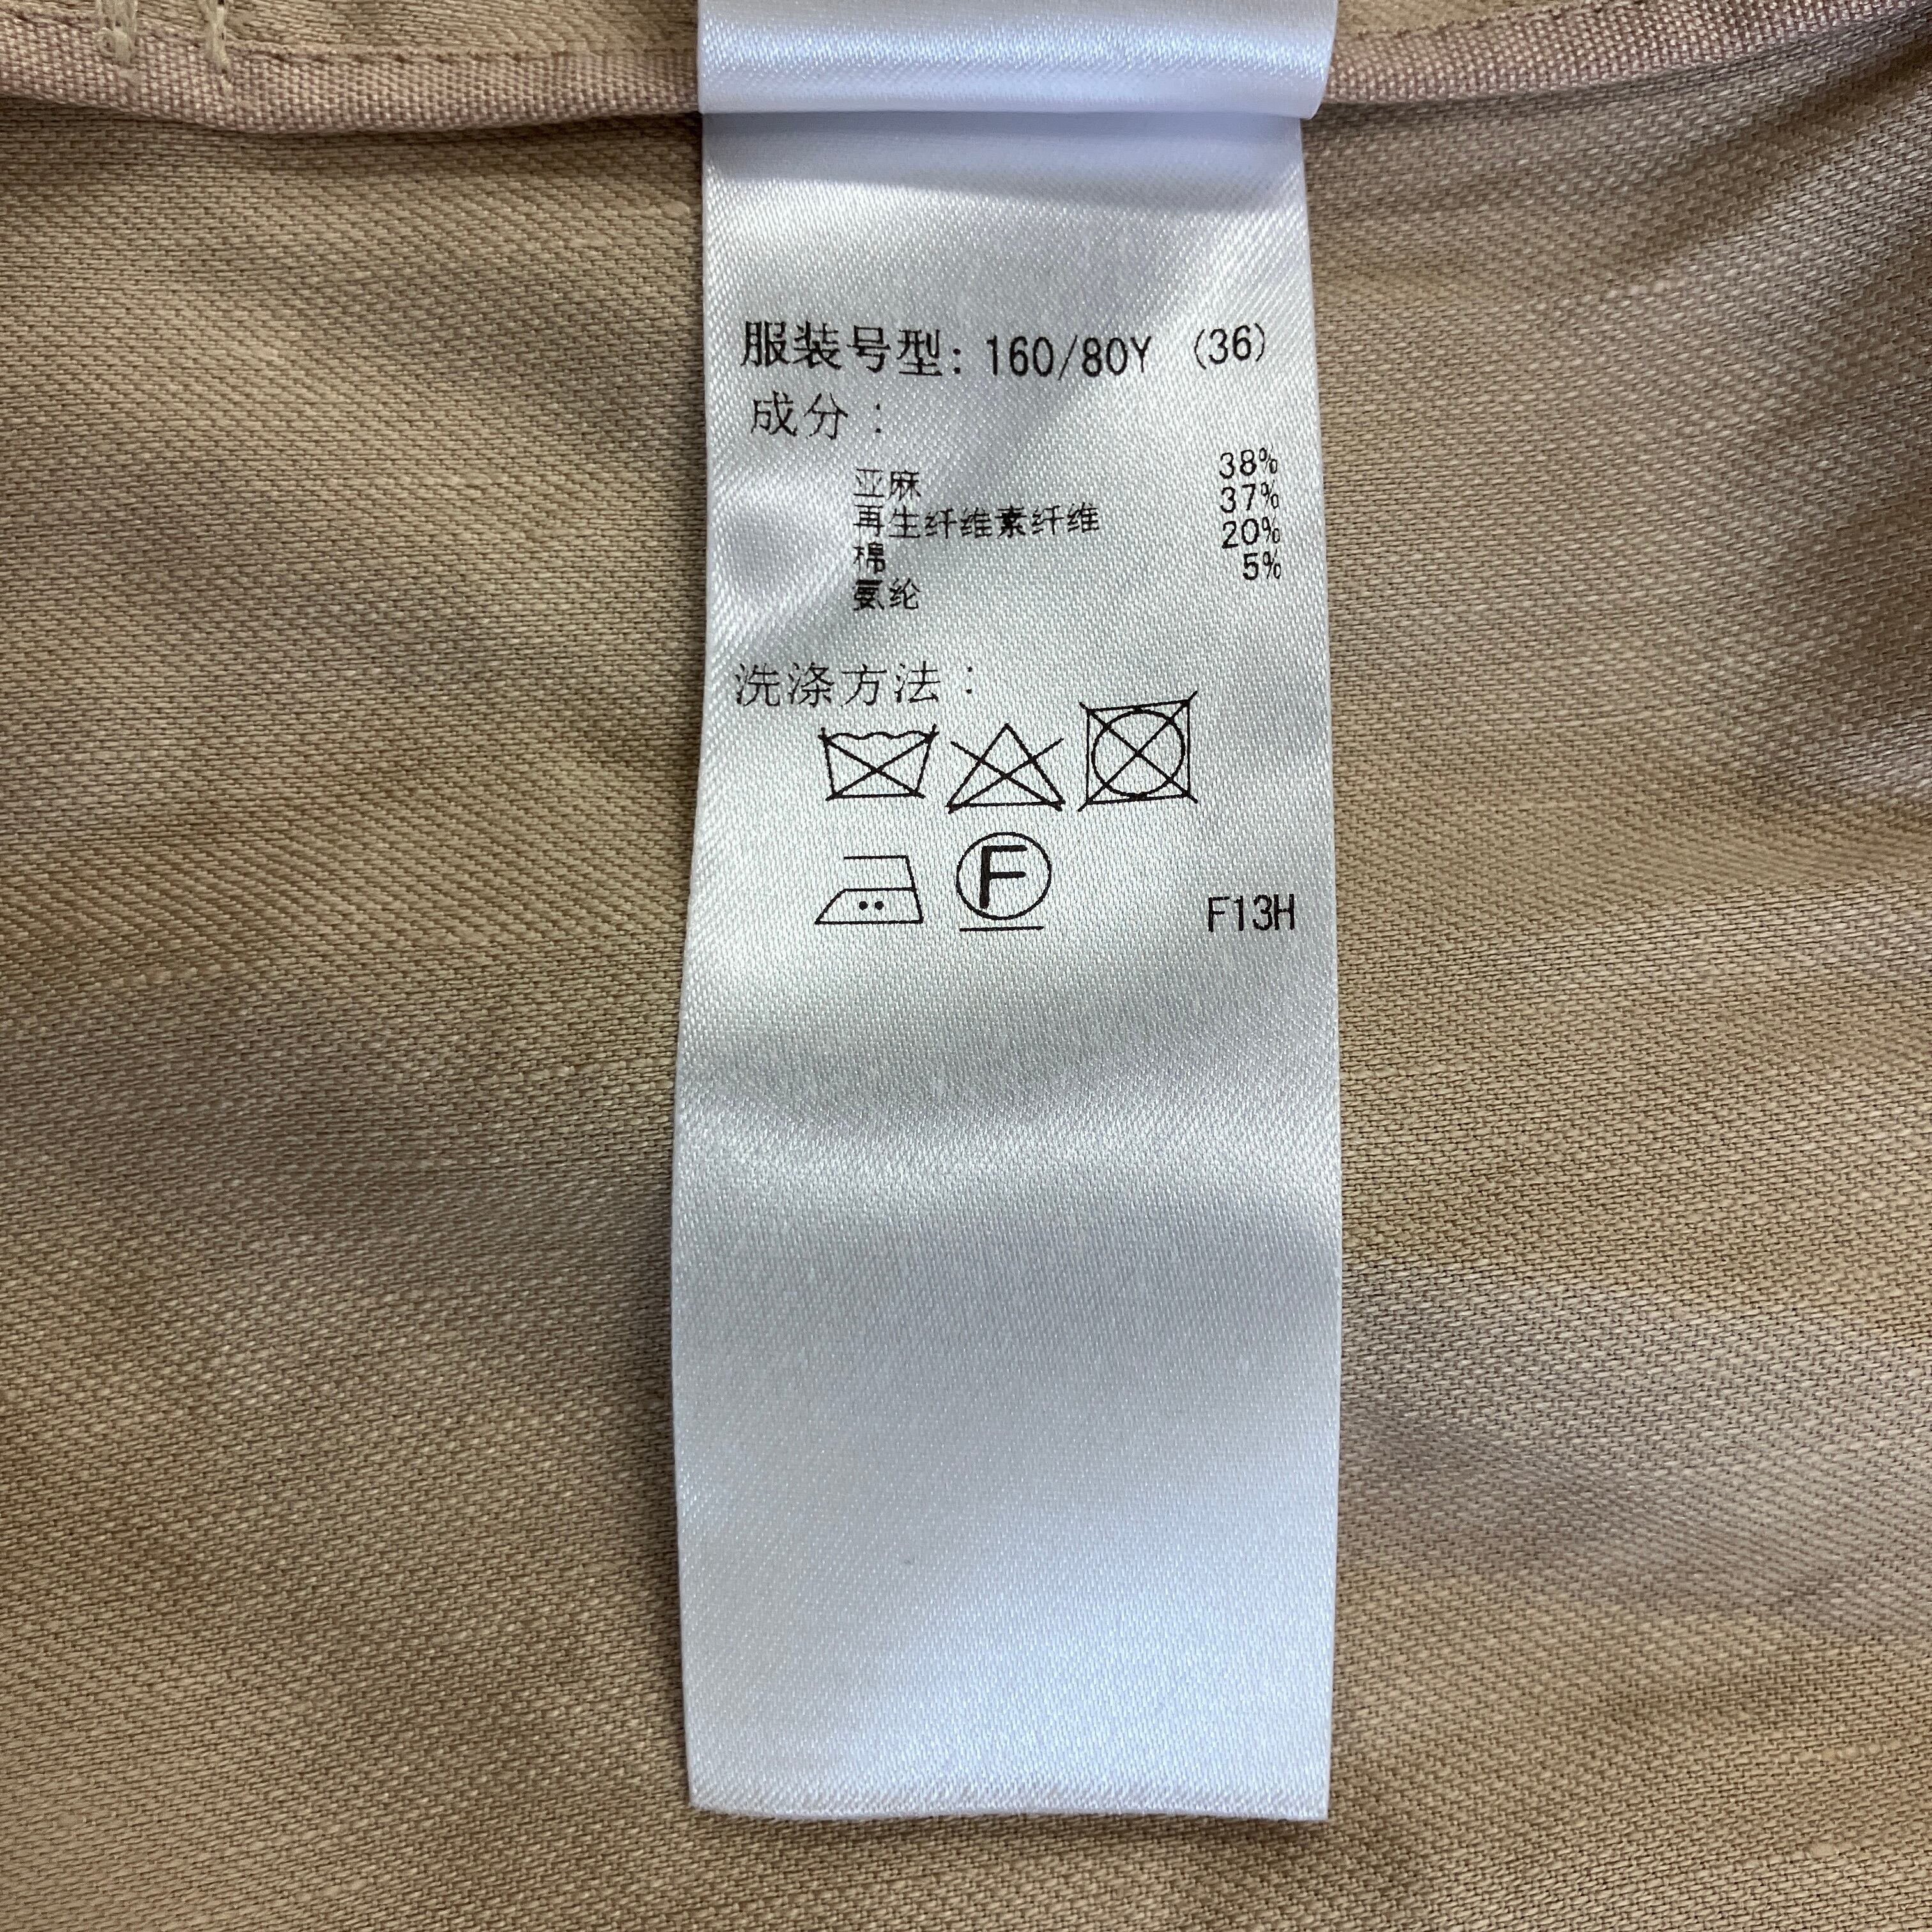 服装号型: 160/80Y (36)
成分:
亚麻 38%
再生纤维素纤维 37%
棉 20%
氨纶 5%
洗涤方法:
F
F13H